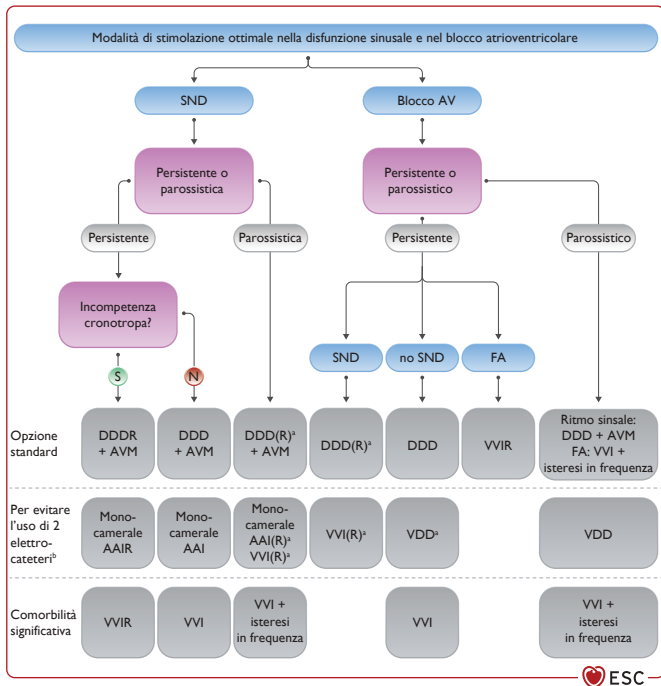 Modalità di stimolazione ottimale nella disfunzione sinusale e nel blocco atrioventricolare
SND
Blocco AV
Persistente o
parossistica
Persistente o
parossistico
Persistente
Parossistica
Persistente
Parossistico
Incompetenza
cronotropa?
S
N
SND
no SND
FA
Opzione
standard
DDDR
+ AVM
DDD
+ AVM
DDD(R)ᵃ
+ AVM
DDD(R)ᵃ
DDD
VVIR
Ritmo sinsale:
DDD + AVM
FA: VVI +
isteresi in frequenza
Per evitare
l'uso di 2
elettro-
cateteriᵇ
Mono-
camerale
AAIR
Mono-
camerale
AAI
Mono-
camerale
AAI(R)ᵃ
VVI(R)ᵃ
VVI(R)ᵃ
VDDᵃ
VDD
Comorbilità
significativa
VVIR
VVI
VVI +
isteresi
in frequenza
VVI
VVI +
isteresi
in frequenza
ESC